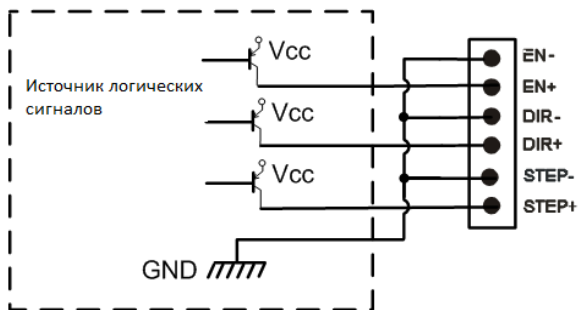 Vcc
EN-
Источник логических
сигналов
EN+
Vcc
DIR-
DIR+
Vcc
STEP-
STEP+
GND